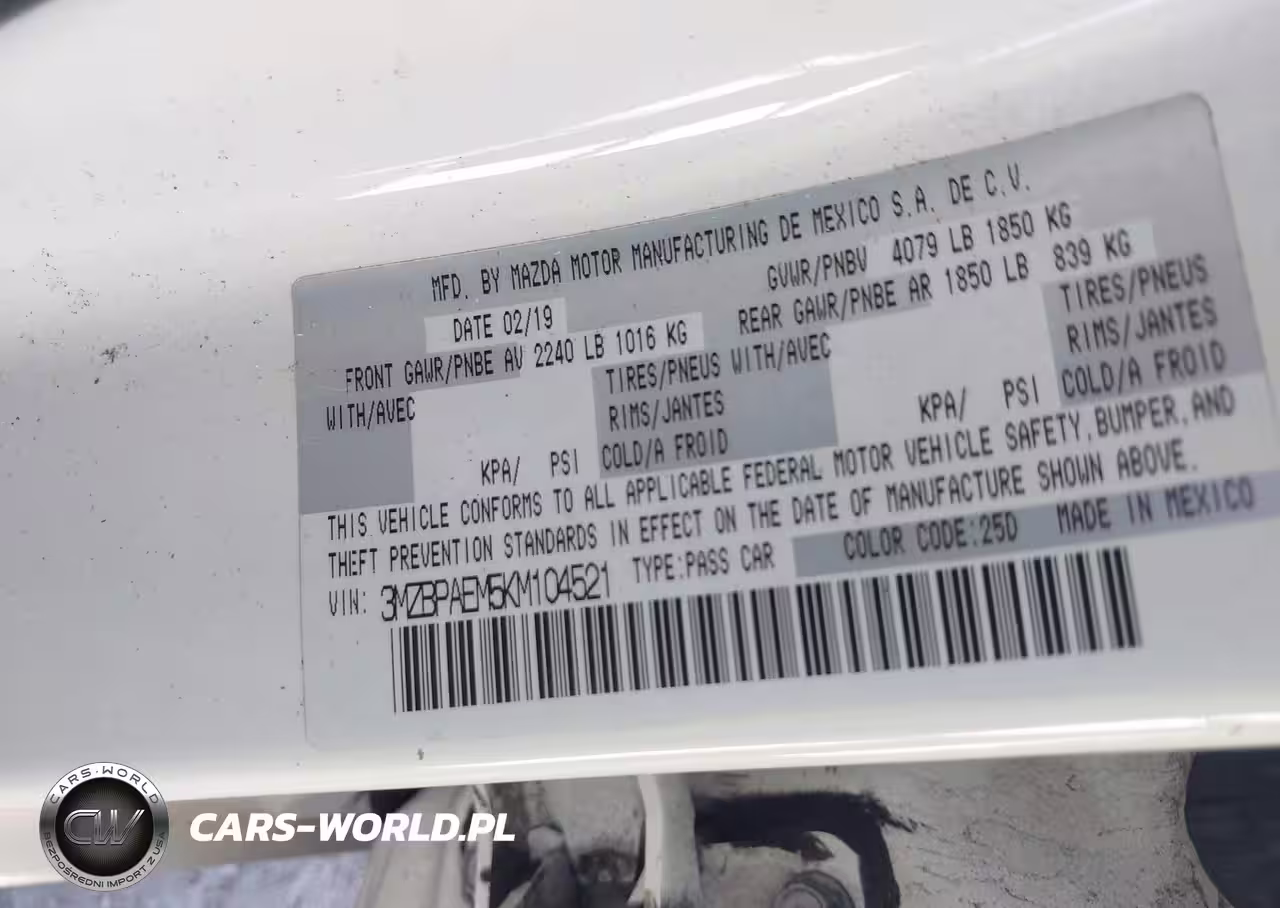 MFD. BY MAZDA MOTOR MANUFACTURING DE MEXICO S.A. DE C.V.
DATE 02/19 GVWR/PNBV 4079 LB 1850 KG
FRONT GAWR/PNBE AV 2240 LB 1016 KG REAR GAWR/PNBE AR 1850 LB 839 KG
WITH/AVEC TIRES/PNEUS WITH/AVEC TIRES/PNEUS
RIMS/JANTES RIMS/JANTES
KPA/ PSI COLD/A FROID KPA/ PSI COLD/A FROID
THIS VEHICLE CONFORMS TO ALL APPLICABLE FEDERAL MOTOR VEHICLE SAFETY, BUMPER, AND
THEFT PREVENTION STANDARDS IN EFFECT ON THE DATE OF MANUFACTURE SHOWN ABOVE.
VIN: 3MZBPAEM5KM104521 TYPE:PASS CAR COLOR CODE:25D MADE IN MEXICO
CARS-WORLD
CW
BEZPOŚREDNI IMPORT Z USA
CARS-WORLD.PL